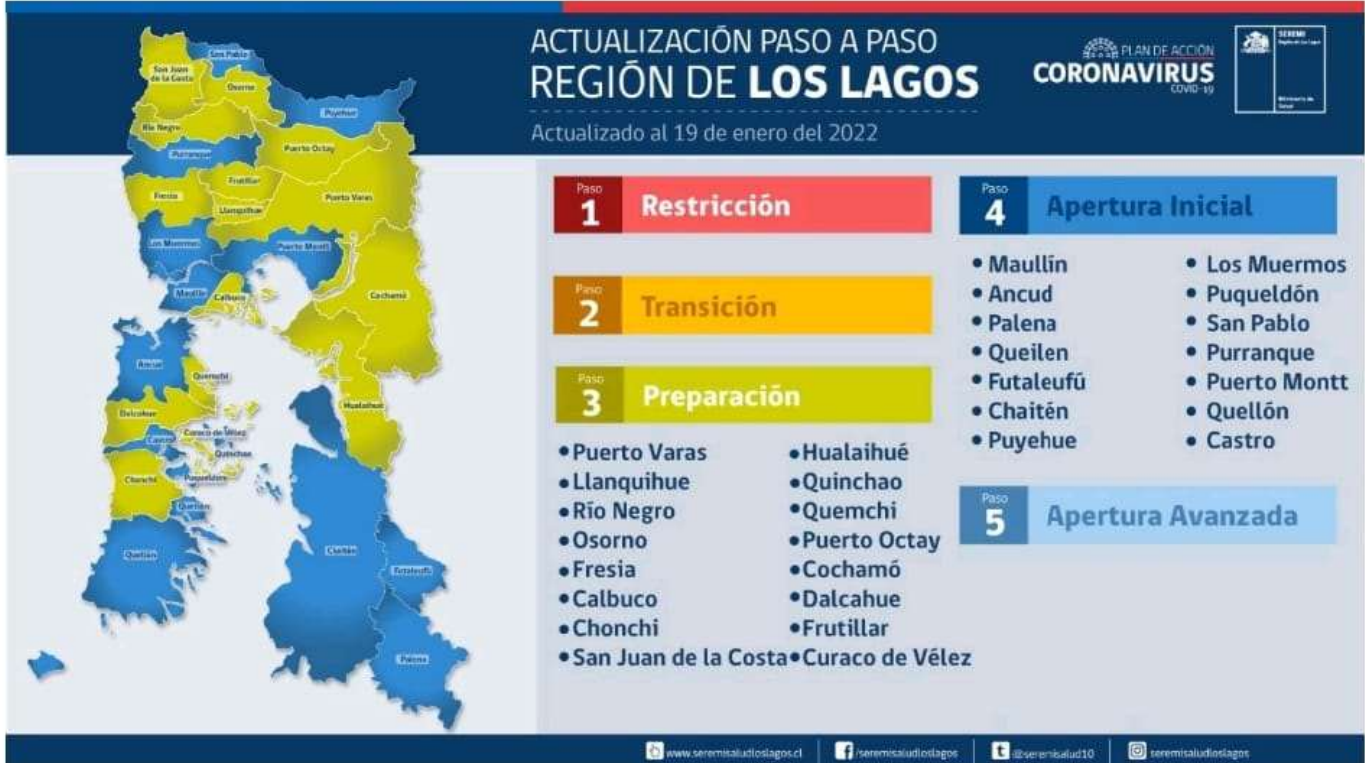 ACTUALIZACIÓN PASO A PASO
REGIÓN DE LOS LAGOS
Actualizado al 19 de enero del 2022
PLAN DE ACCIÓN
CORONAVIRUS
COVID-19
SEREMI
Ministerio de
Salud
San Juan
de la Costa
San Pablo
Osorno
Puyehue
Río Negro
Purranque
Puerto Octay
Frutillar
Fresia
Llanquihue
Puerto Varas
Los Muermos
Puerto Montt
Maullín
Calbuco
Cochamó
Ancud
Quemchi
Hualaihué
Dalcahue
Castro
Curaco de Vélez
Quinchao
Chonchi
Puqueldón
Queilen
Quellón
Chaitén
Futaleufú
Palena
Paso
1
Restricción
Paso
2
Transición
Paso
3
Preparación
• Puerto Varas
• Llanquihue
• Río Negro
• Osorno
• Fresia
• Calbuco
• Chonchi
• San Juan de la Costa
• Hualaihué
• Quinchao
• Quemchi
• Puerto Octay
• Cochamó
• Dalcahue
• Frutillar
• Curaco de Vélez
Paso
4
Apertura Inicial
• Maullín
• Ancud
• Palena
• Queilen
• Futaleufú
• Chaitén
• Puyehue
• Los Muermos
• Puqueldón
• San Pablo
• Purranque
• Puerto Montt
• Quellón
• Castro
Paso
5
Apertura Avanzada
www.seremisaludloslagos.cl
/seremisaludloslagos
@seremisalud10
seremisaludloslagos